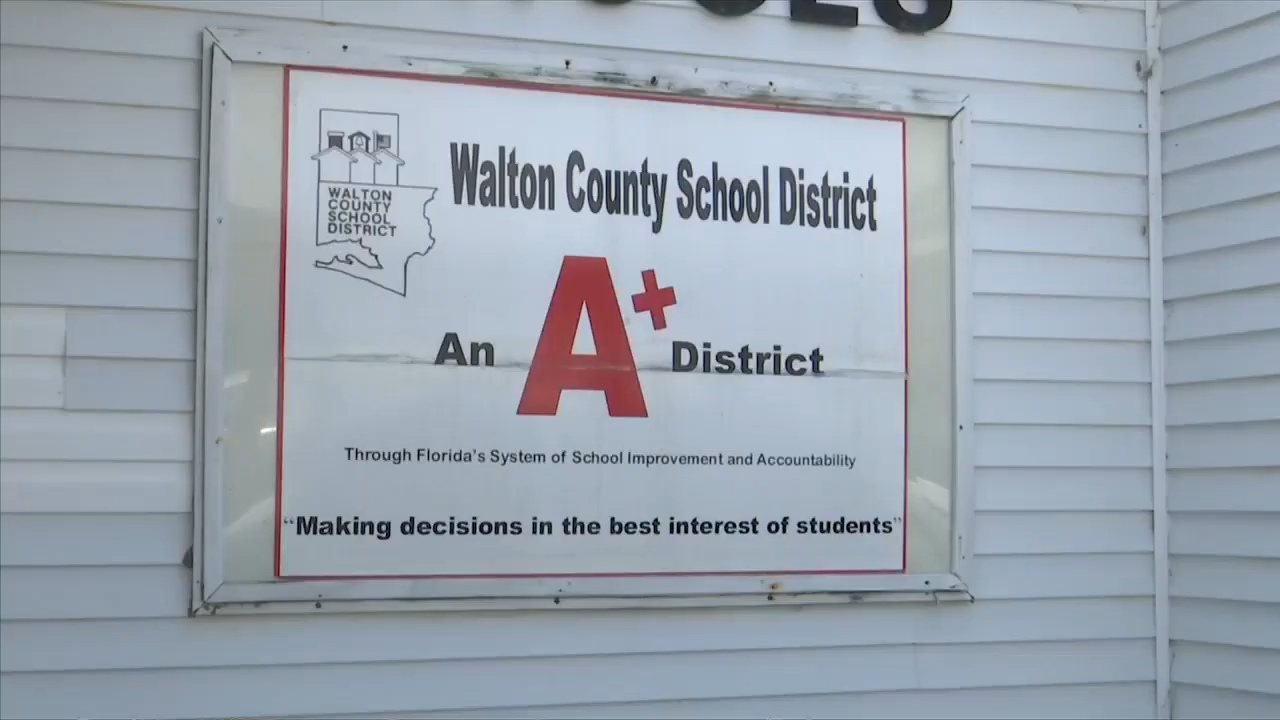 WALTON
COUNTY
SCHOOL
DISTRICT
Walton County School District
An A+ District
Through Florida's System of School Improvement and Accountability
"Making decisions in the best interest of students"